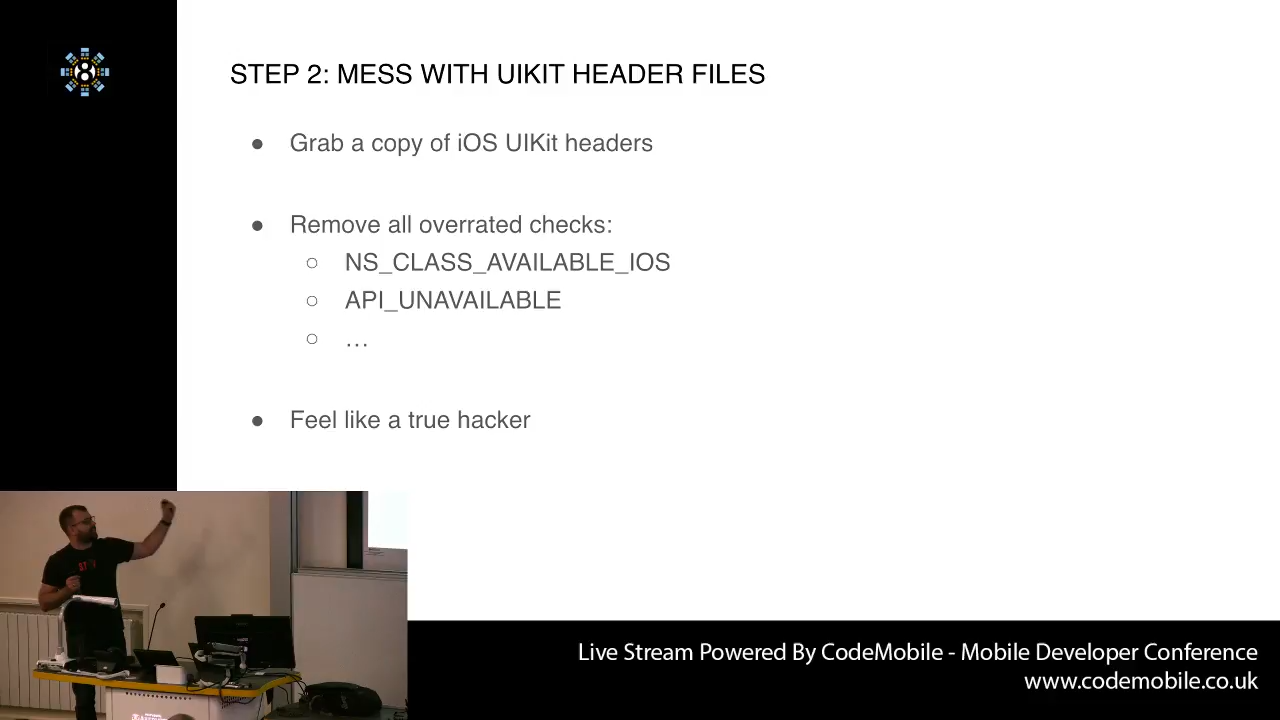 STEP 2: MESS WITH UIKIT HEADER FILES
● Grab a copy of iOS UIKit headers
● Remove all overrated checks:
○ NS_CLASS_AVAILABLE_IOS
○ API_UNAVAILABLE
○ …
● Feel like a true hacker
Live Stream Powered By CodeMobile - Mobile Developer Conference
www.codemobile.co.uk